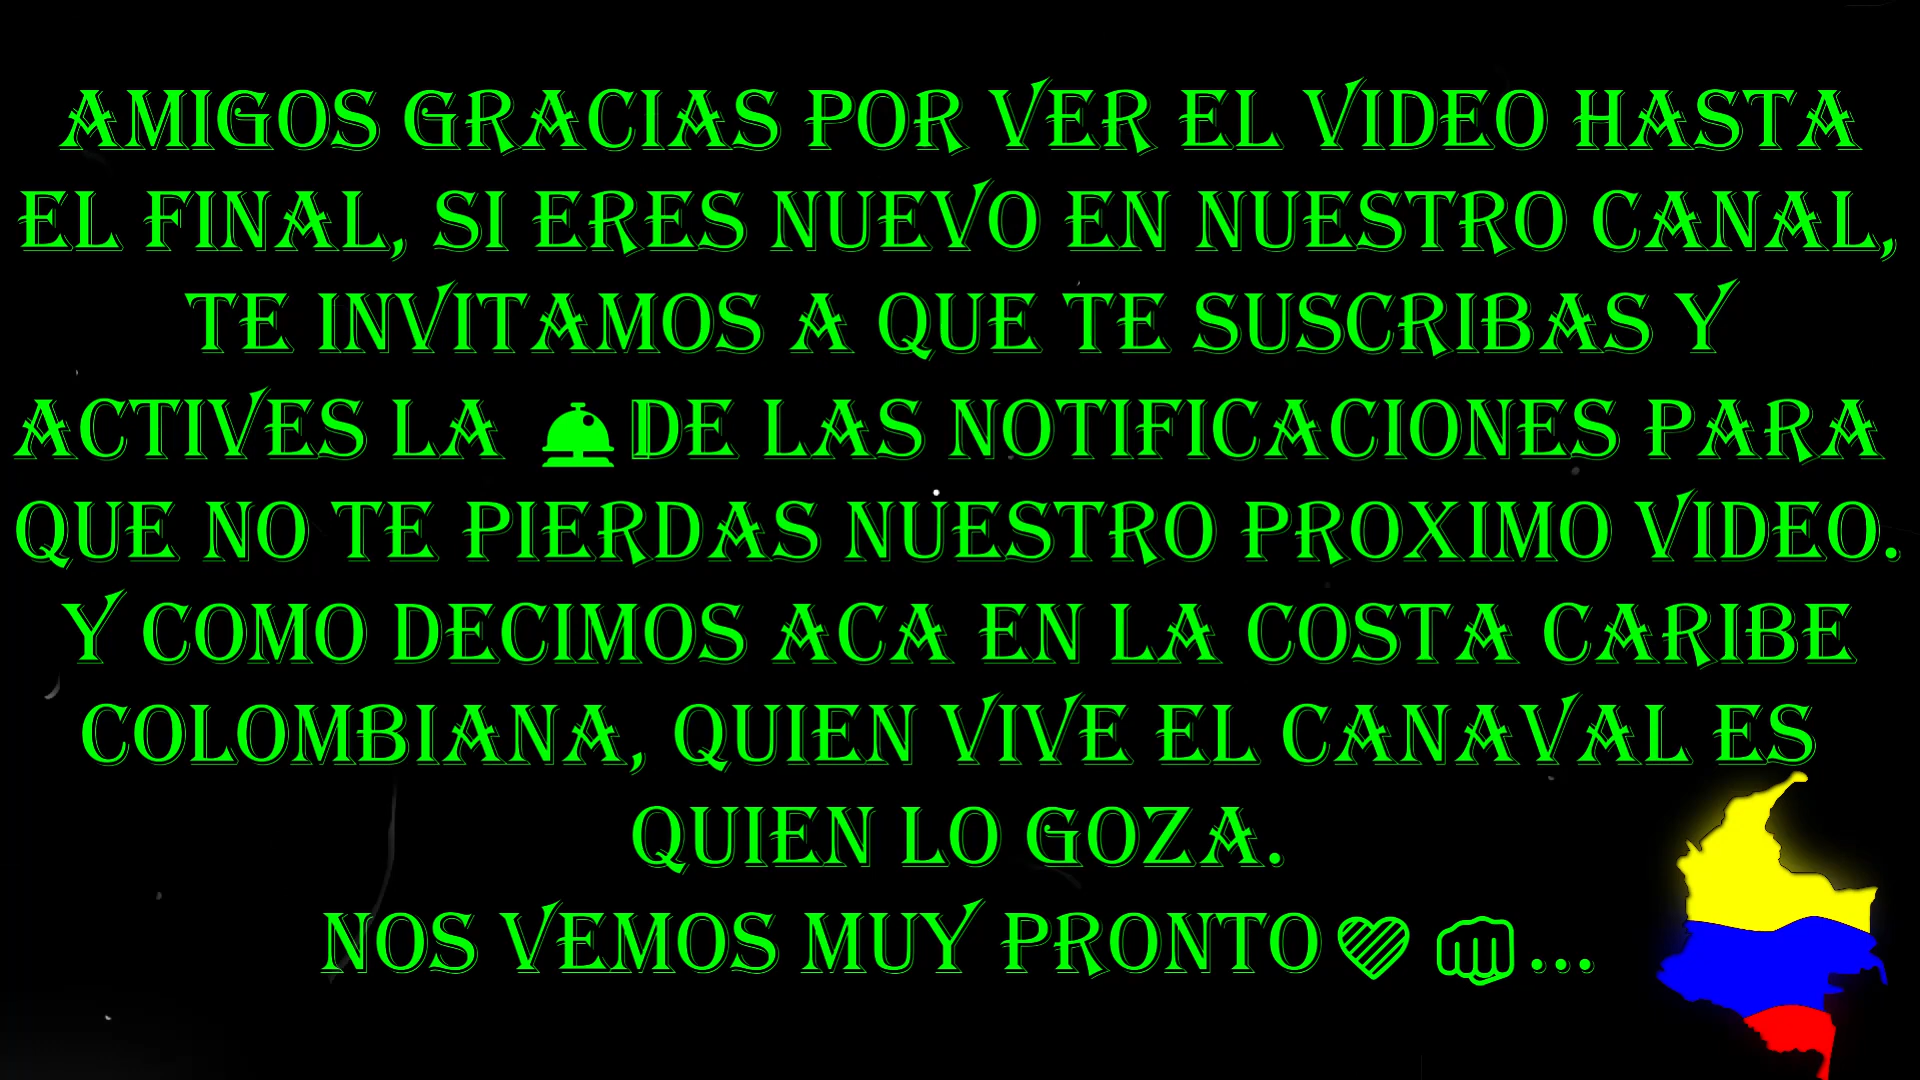 AMIGOS GRACIAS POR VER EL VIDEO HASTA
EL FINAL, SI ERES NUEVO EN NUESTRO CANAL,
TE INVITAMOS A QUE TE SUSCRIBAS Y
ACTIVES LA 🛎 DE LAS NOTIFICACIONES PARA
QUE NO TE PIERDAS NUESTRO PROXIMO VIDEO.
Y COMO DECIMOS ACA EN LA COSTA CARIBE
COLOMBIANA, QUIEN VIVE EL CANAVAL ES
QUIEN LO GOZA.
NOS VEMOS MUY PRONTO ♥ 👊...